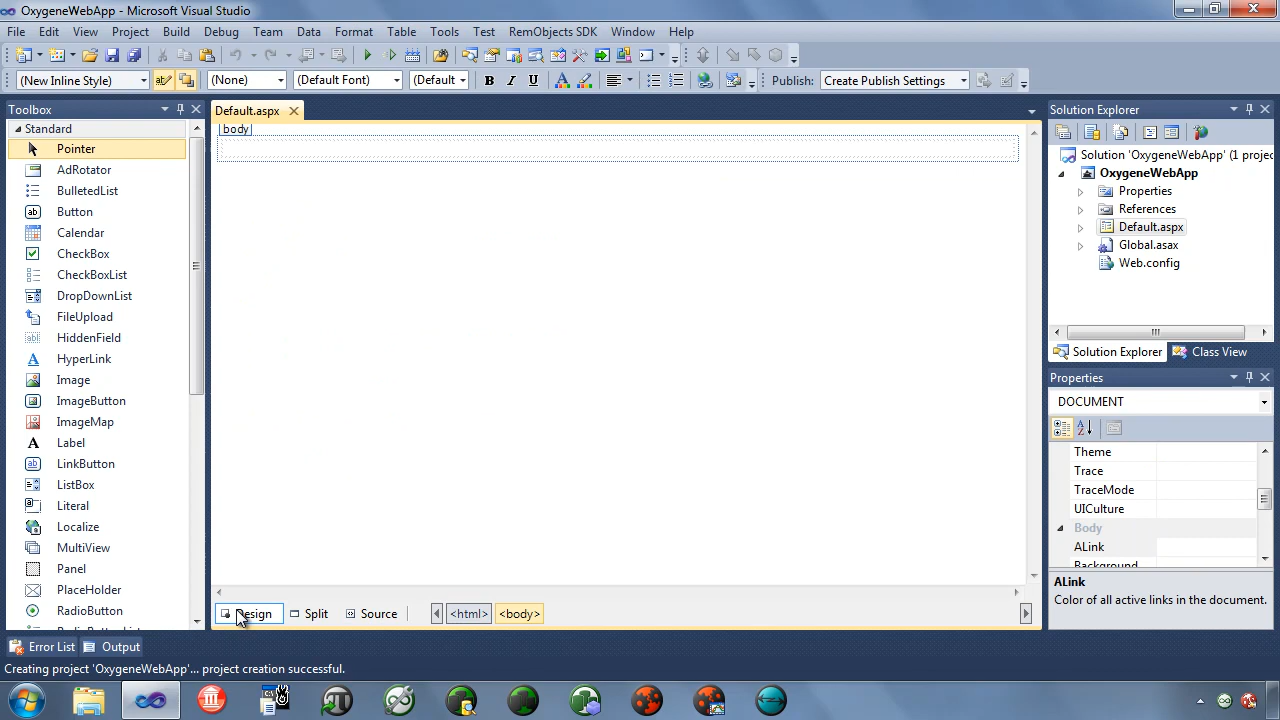 OxygeneWebApp - Microsoft Visual Studio
File Edit View Project Build Debug Team Data Format Table Tools Test RemObjects SDK Window Help
(New Inline Style) (None) (Default Font) (Default B I U A Publish: Create Publish Settings
Toolbox
Standard
Pointer
AdRotator
BulletedList
Button
Calendar
CheckBox
CheckBoxList
DropDownList
FileUpload
HiddenField
HyperLink
Image
ImageButton
ImageMap
Label
LinkButton
ListBox
Literal
Localize
MultiView
Panel
PlaceHolder
RadioButton
Default.aspx
body
Design Split Source <html> <body>
Solution Explorer
Solution 'OxygeneWebApp' (1 projec
OxygeneWebApp
Properties
References
Default.aspx
Global.asax
Web.config
Solution Explorer Class View
Properties
DOCUMENT
Theme
Trace
TraceMode
UICulture
Body
ALink
Background
ALink
Color of all active links in the document.
Error List Output
Creating project 'OxygeneWebApp'... project creation successful.